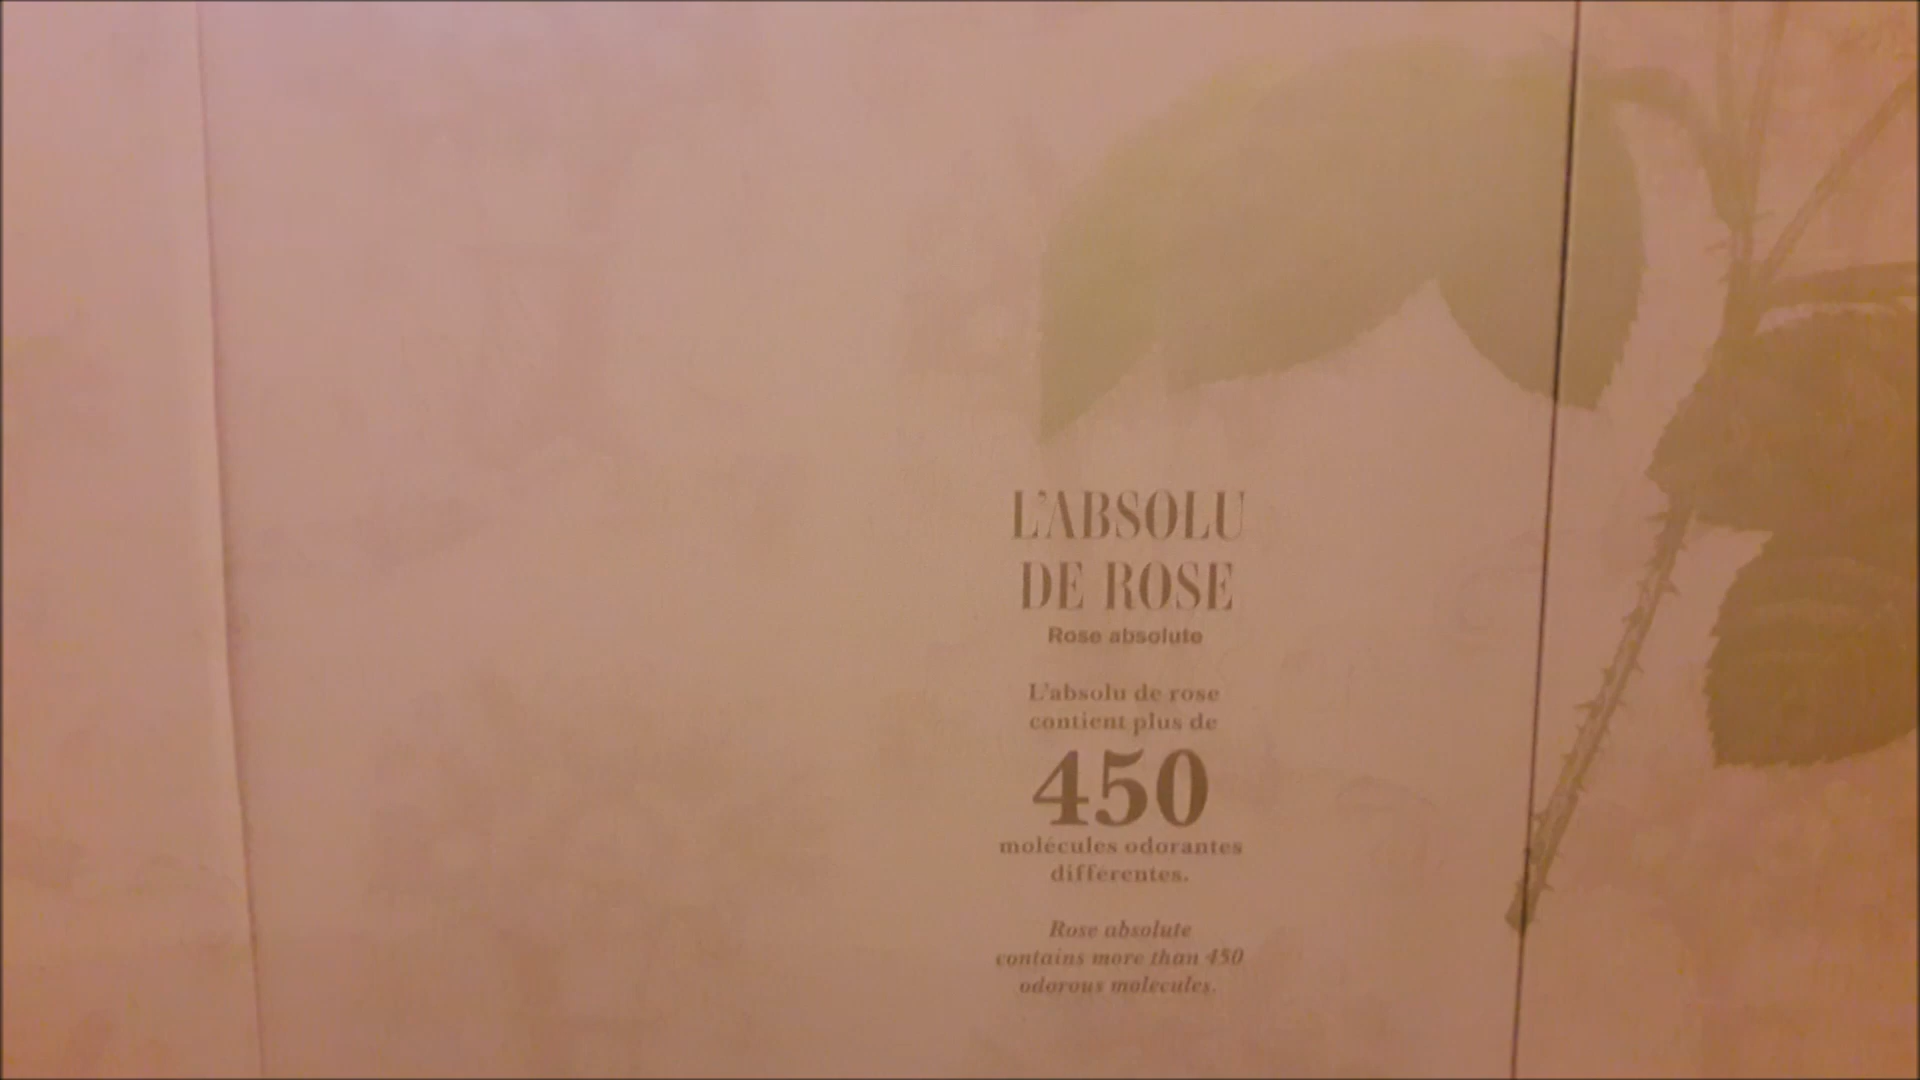 L'ABSOLU
DE ROSE
Rose absolute
L'absolu de rose
contient plus de
450
molécules odorantes
différentes.
Rose absolute
contains more than 450
odorous molecules.